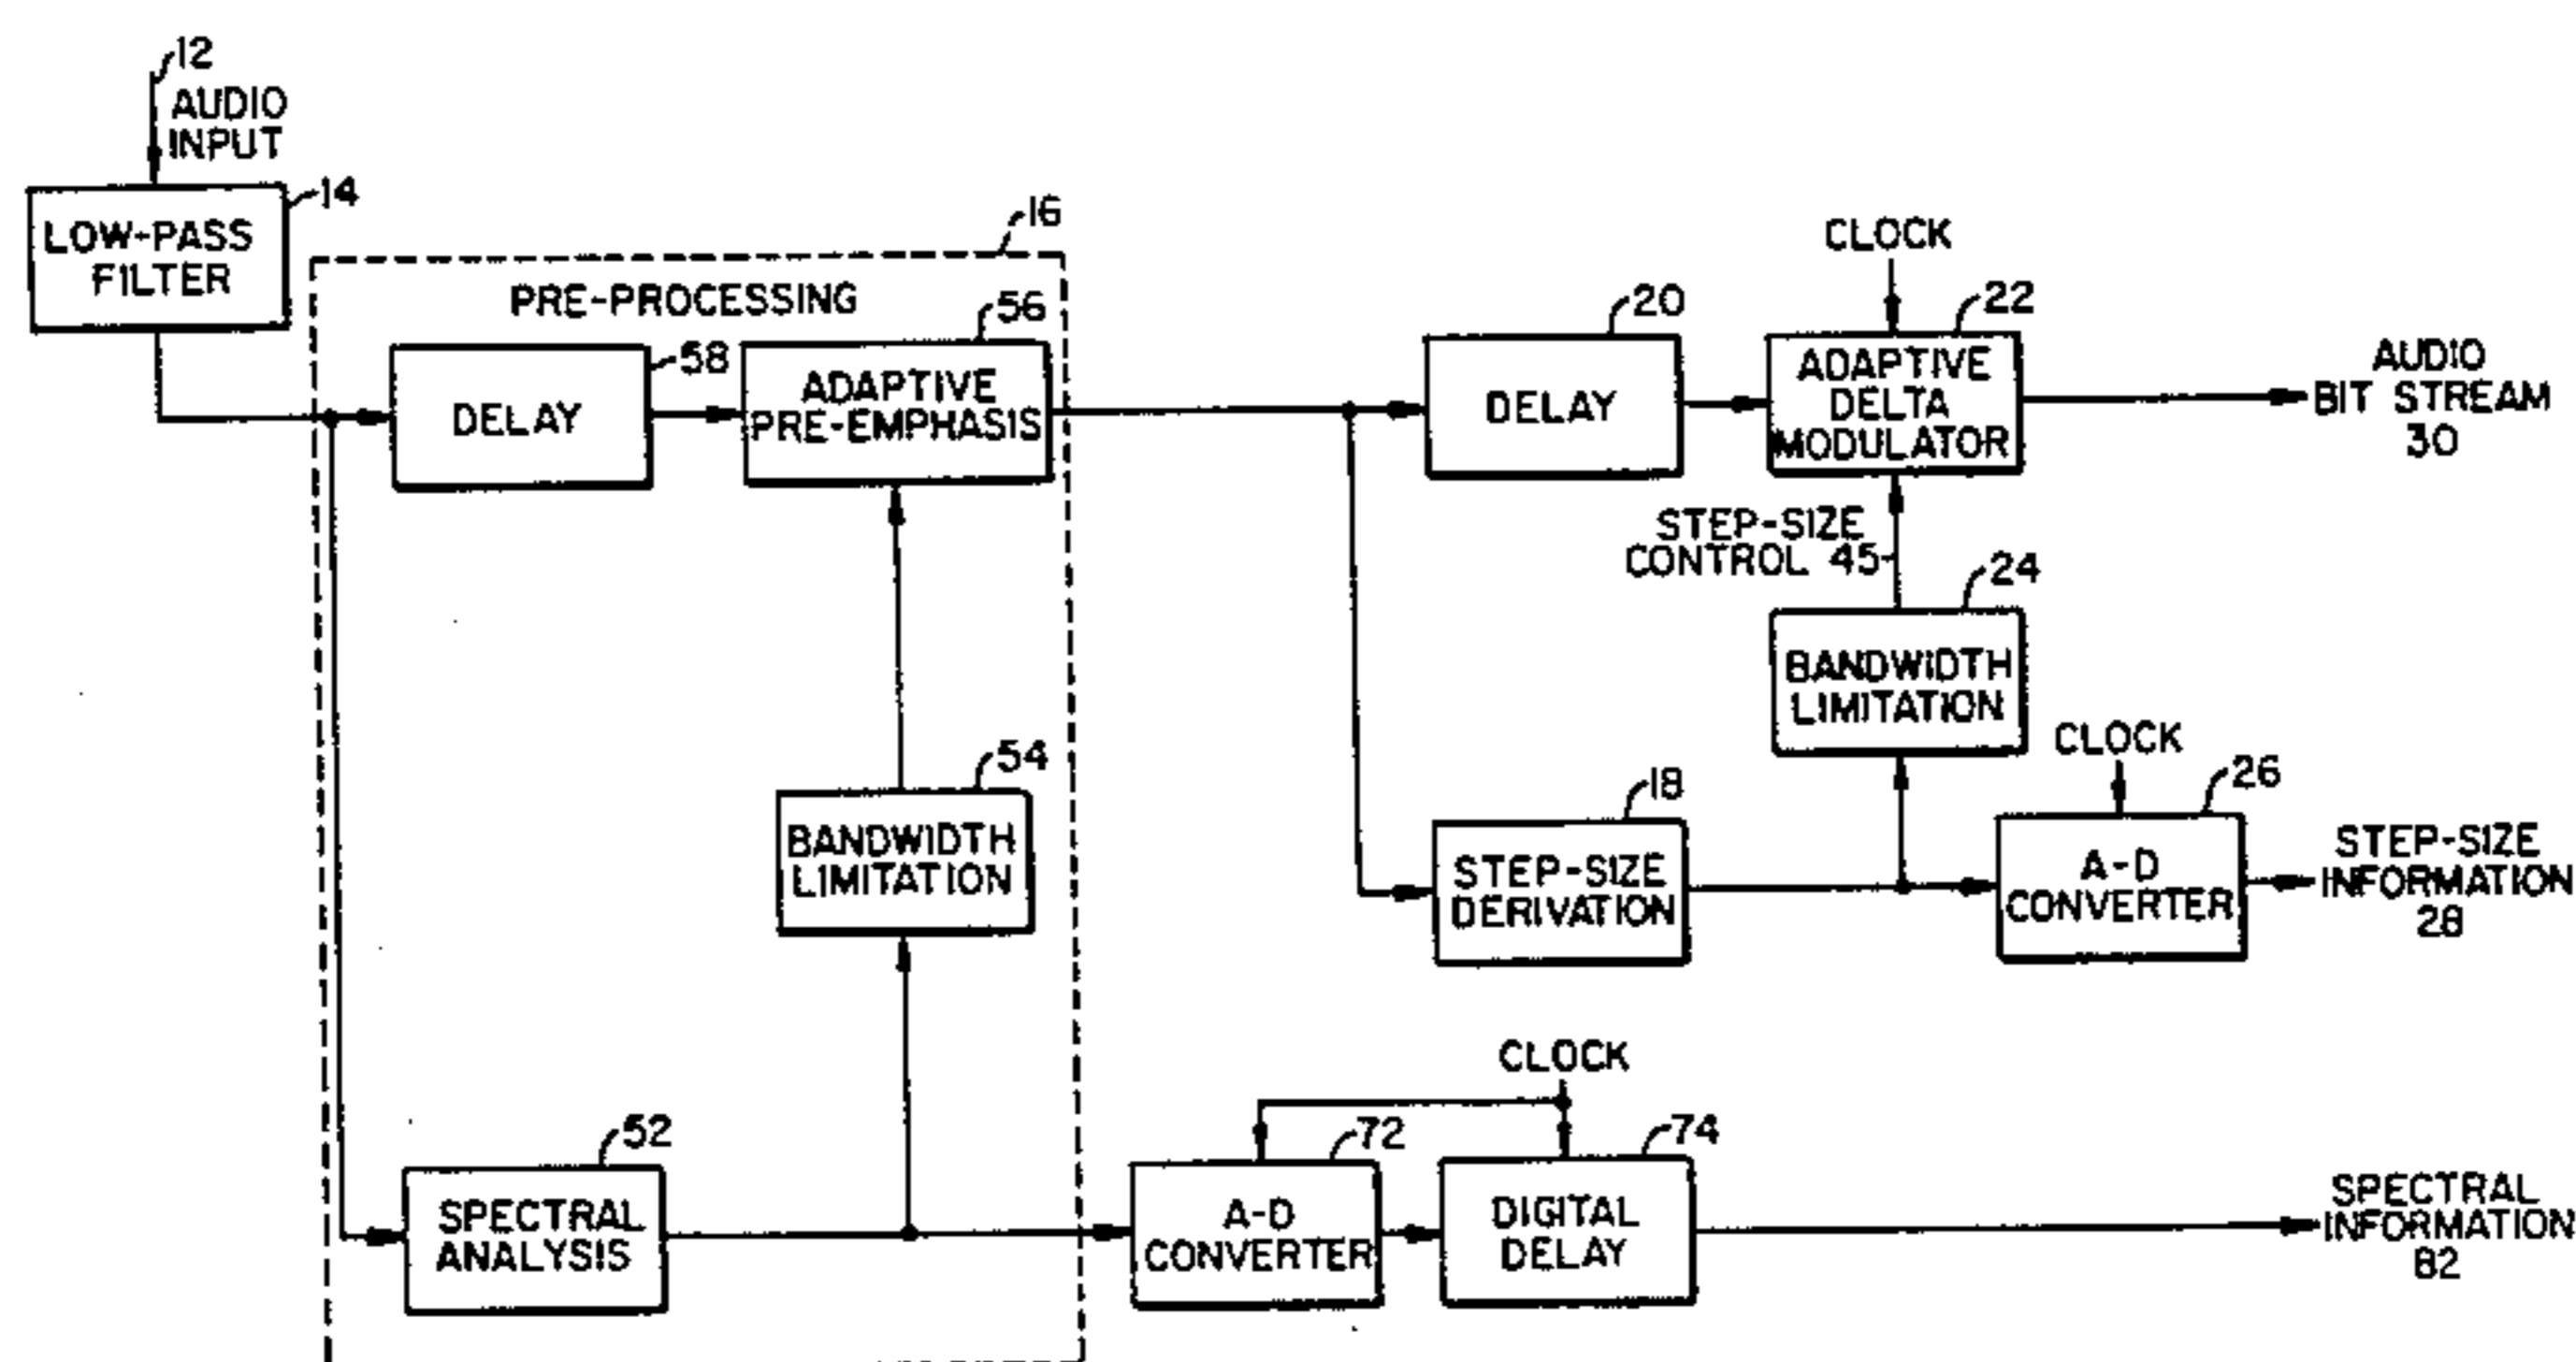 12
AUDIO
INPUT
14
LOW-PASS
FILTER
16
PRE-PROCESSING
58
DELAY
56
ADAPTIVE
PRE-EMPHASIS
20
DELAY
CLOCK
22
ADAPTIVE
DELTA
MODULATOR
AUDIO
BIT STREAM
30
STEP-SIZE
CONTROL 45
24
BANDWIDTH
LIMITATION
54
BANDWIDTH
LIMITATION
18
STEP-SIZE
DERIVATION
CLOCK
26
A-D
CONVERTER
STEP-SIZE
INFORMATION
28
52
SPECTRAL
ANALYSIS
CLOCK
72
A-D
CONVERTER
74
DIGITAL
DELAY
SPECTRAL
INFORMATION
82